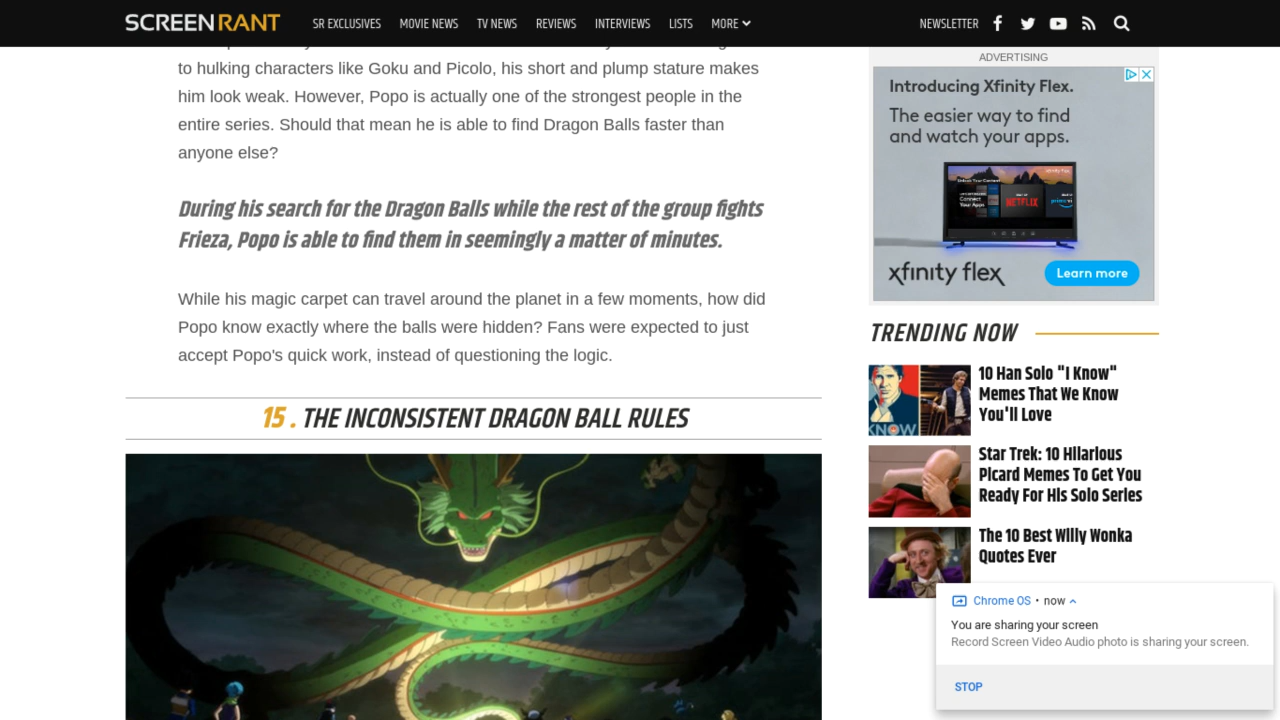 SCREENRANT
SR EXCLUSIVES MOVIE NEWS TV NEWS REVIEWS INTERVIEWS LISTS MORE NEWSLETTER
to hulking characters like Goku and Picolo, his short and plump stature makes
him look weak. However, Popo is actually one of the strongest people in the
entire series. Should that mean he is able to find Dragon Balls faster than
anyone else?
During his search for the Dragon Balls while the rest of the group fights
Frieza, Popo is able to find them in seemingly a matter of minutes.
While his magic carpet can travel around the planet in a few moments, how did
Popo know exactly where the balls were hidden? Fans were expected to just
accept Popo's quick work, instead of questioning the logic.
15 . THE INCONSISTENT DRAGON BALL RULES
ADVERTISING
Introducing Xfinity Flex.
The easier way to find
and watch your apps.
NETFLIX
xfinity flex
Learn more
TRENDING NOW
10 Han Solo "I Know"
Memes That We Know
You'll Love
KNOW
Star Trek: 10 Hilarious
Picard Memes To Get You
Ready For His Solo Series
The 10 Best Willy Wonka
Quotes Ever
Chrome OS • now
You are sharing your screen
Record Screen Video Audio photo is sharing your screen.
STOP